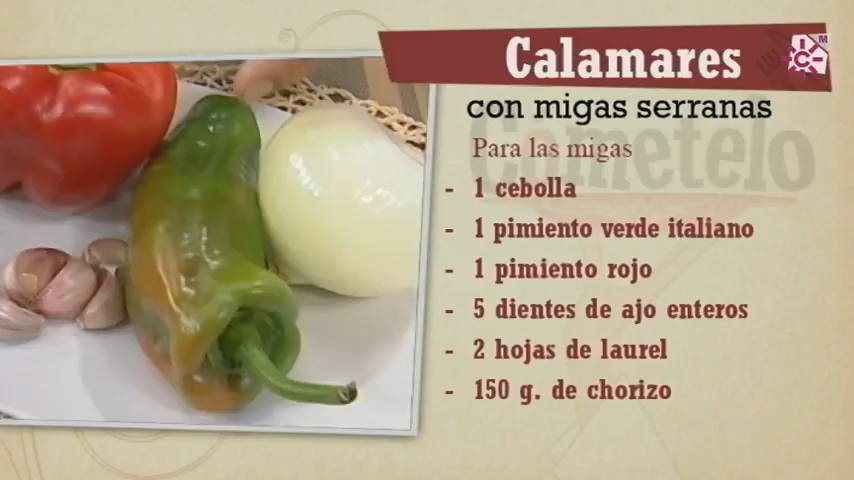 Calamares
con migas serranas
Cometelo
Para las migas
- 1 cebolla
- 1 pimiento verde italiano
- 1 pimiento rojo
- 5 dientes de ajo enteros
- 2 hojas de laurel
- 150 g. de chorizo